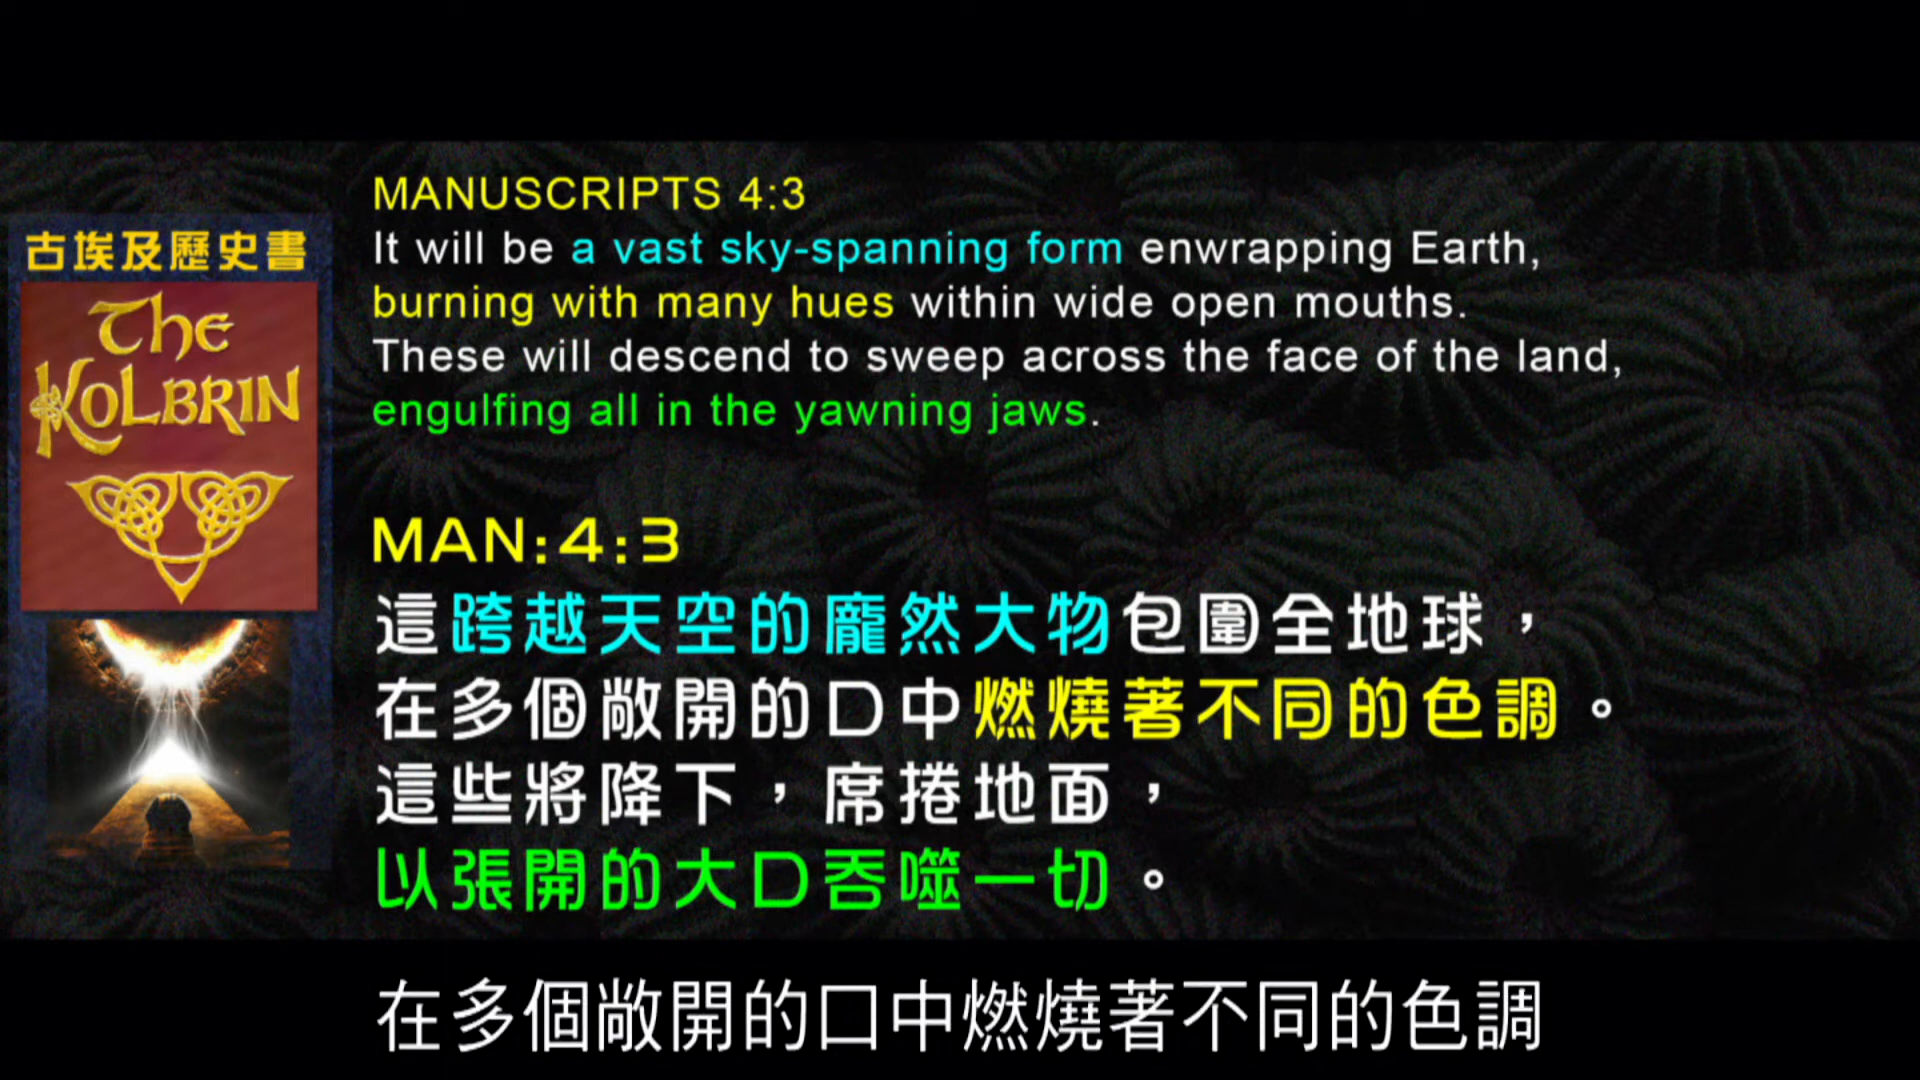 古埃及歷史書
The
KOLBRIN
MANUSCRIPTS 4:3
It will be a vast sky-spanning form enwrapping Earth,
burning with many hues within wide open mouths.
These will descend to sweep across the face of the land,
engulfing all in the yawning jaws.
MAN:4:3
這跨越天空的龐然大物包圍全地球，
在多個敞開的口中燃燒著不同的色調。
這些將降下，席捲地面，
以張開的大口吞噬一切。
在多個敞開的口中燃燒著不同的色調